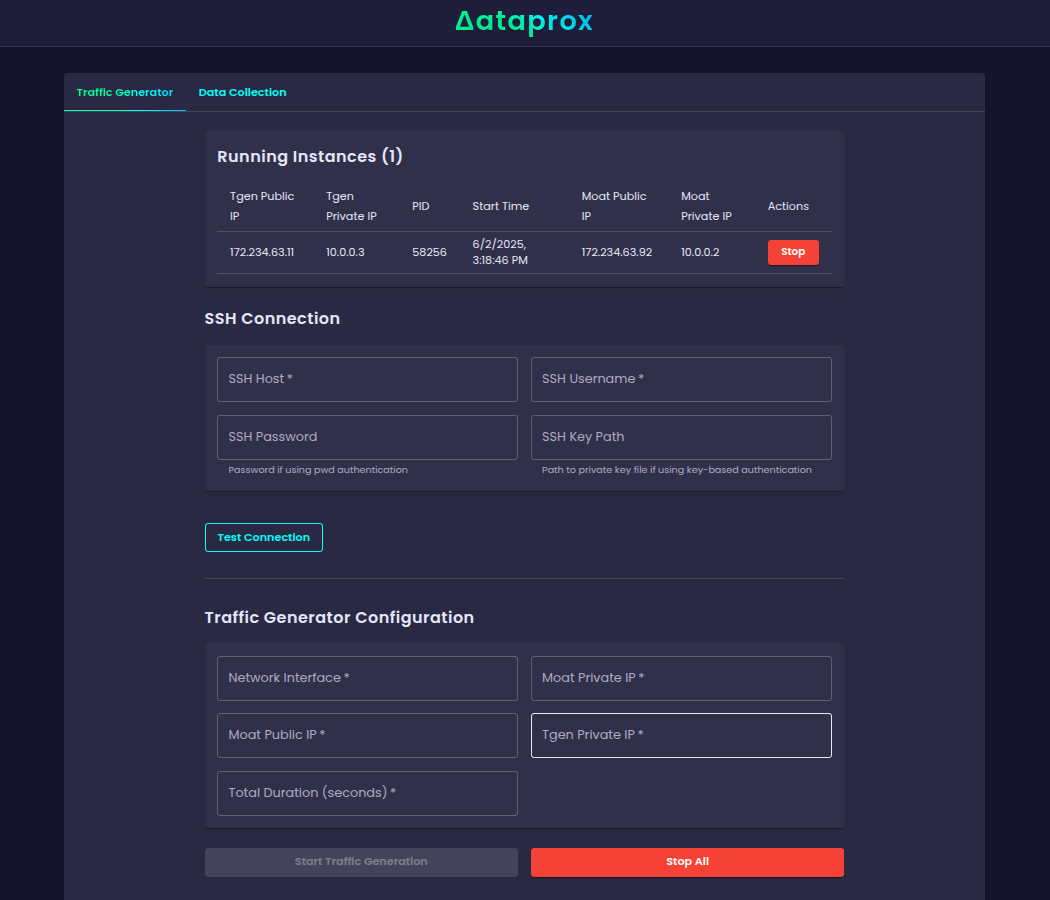 Δataprox
Traffic Generator Data Collection
Running Instances (1)
Tgen Public IP Tgen Private IP PID Start Time Moat Public IP Moat Private IP Actions
172.234.63.11 10.0.0.3 58256 6/2/2025, 3:18:46 PM 172.234.63.92 10.0.0.2 Stop
SSH Connection
SSH Host * SSH Username *
SSH Password SSH Key Path
Password if using pwd authentication Path to private key file if using key-based authentication
Test Connection
Traffic Generator Configuration
Network Interface * Moat Private IP *
Moat Public IP * Tgen Private IP *
Total Duration (seconds) *
Start Traffic Generation Stop All